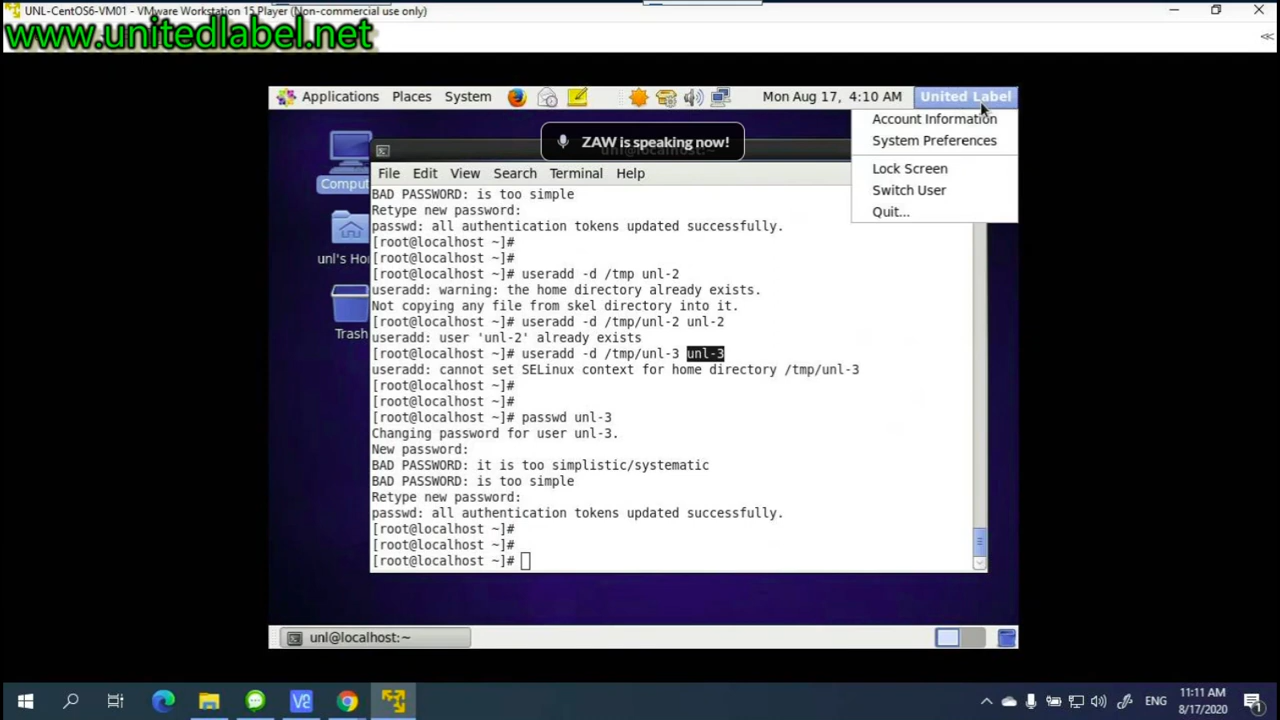 UNL-CentOS6-VM01 - VMware Workstation 15 Player (Non-commercial use only)
www.unitedlabel.net
Applications Places System
Mon Aug 17, 4:10 AM United Label
Account Information
System Preferences
Lock Screen
Switch User
Quit...
ZAW is speaking now!
Comput
unl's Ho
Trash
File Edit View Search Terminal Help
BAD PASSWORD: is too simple
Retype new password:
passwd: all authentication tokens updated successfully.
[root@localhost ~]#
[root@localhost ~]#
[root@localhost ~]# useradd -d /tmp unl-2
useradd: warning: the home directory already exists.
Not copying any file from skel directory into it.
[root@localhost ~]# useradd -d /tmp/unl-2 unl-2
useradd: user 'unl-2' already exists
[root@localhost ~]# useradd -d /tmp/unl-3 unl-3
useradd: cannot set SELinux context for home directory /tmp/unl-3
[root@localhost ~]#
[root@localhost ~]#
[root@localhost ~]# passwd unl-3
Changing password for user unl-3.
New password:
BAD PASSWORD: it is too simplistic/systematic
BAD PASSWORD: is too simple
Retype new password:
passwd: all authentication tokens updated successfully.
[root@localhost ~]#
[root@localhost ~]#
[root@localhost ~]#
unl@localhost:~
ENG
11:11 AM
8/17/2020